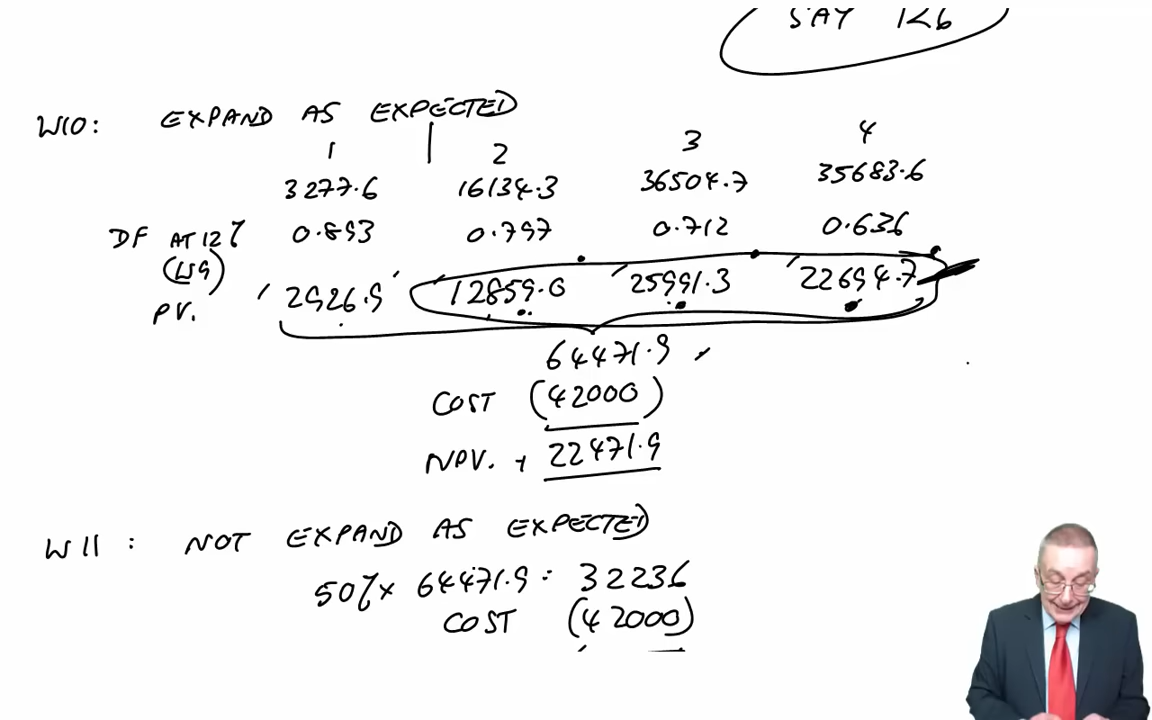 SAY 126
W10: EXPAND AS EXPECTED
1 2 3 4
3277.6 16134.3 36504.7 35683.6
DF AT 12% 0.893 0.797 0.712 0.636
(W9)
PV. 2926.9 12859.0 25991.3 22694.7
64471.9
COST (42000)
NPV. + 22471.9
W11: NOT EXPAND AS EXPECTED
50% x 64471.9 = 32236
COST (42000)